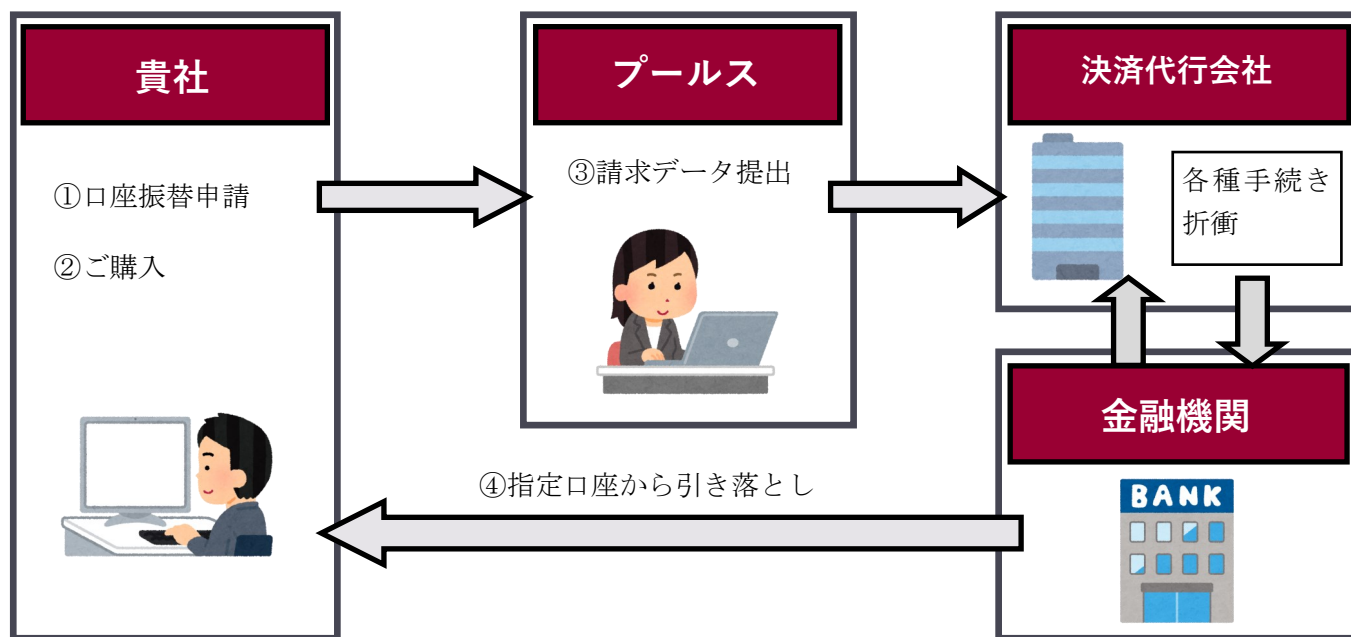 貴社
①口座振替申請
②ご購入
プールス
③請求データ提出
決済代行会社
各種手続き
折衝
金融機関
BANK
④指定口座から引き落とし